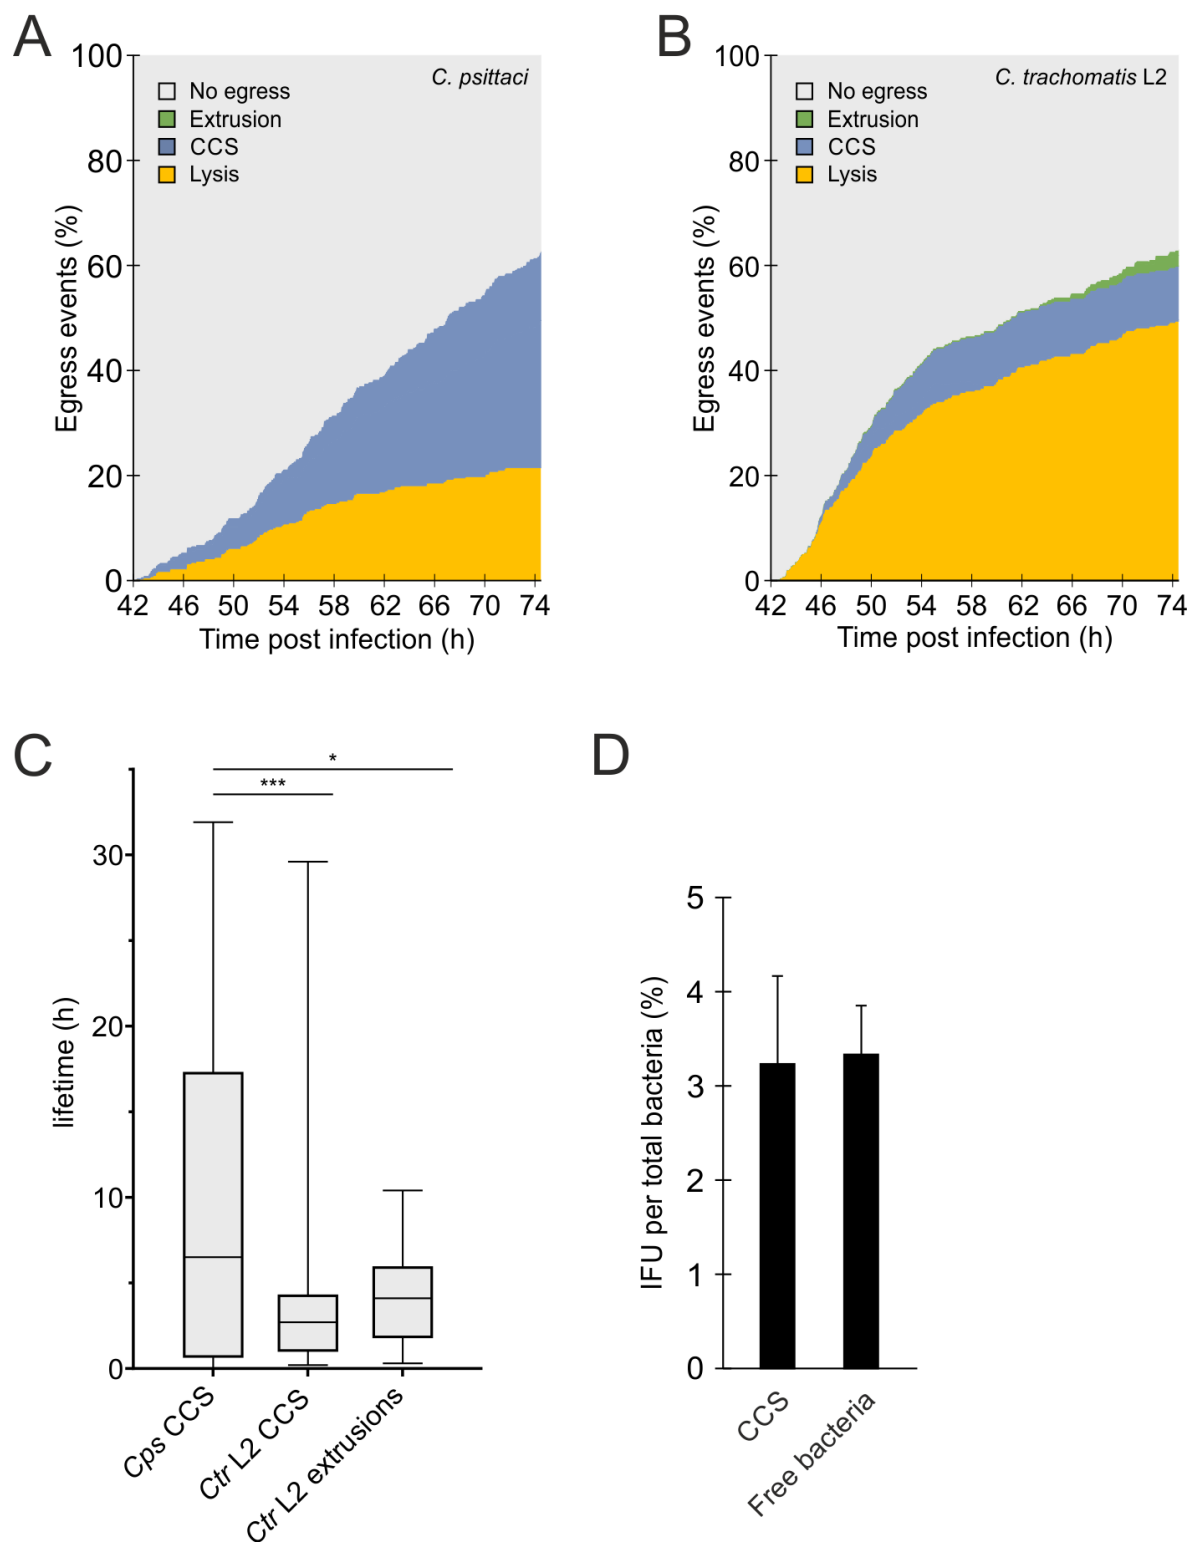 A
100
80
60
40
20
0
Egress events (%)
C. psittaci
No egress
Extrusion
CCS
Lysis
42 46 50 54 58 62 66 70 74
Time post infection (h)
B
100
80
60
40
20
0
Egress events (%)
C. trachomatis L2
No egress
Extrusion
CCS
Lysis
42 46 50 54 58 62 66 70 74
Time post infection (h)
C
*
***
30
20
10
0
lifetime (h)
Cps CCS
Ctr L2 CCS
Ctr L2 extrusions
D
5
4
3
2
1
0
IFU per total bacteria (%)
CCS
Free bacteria